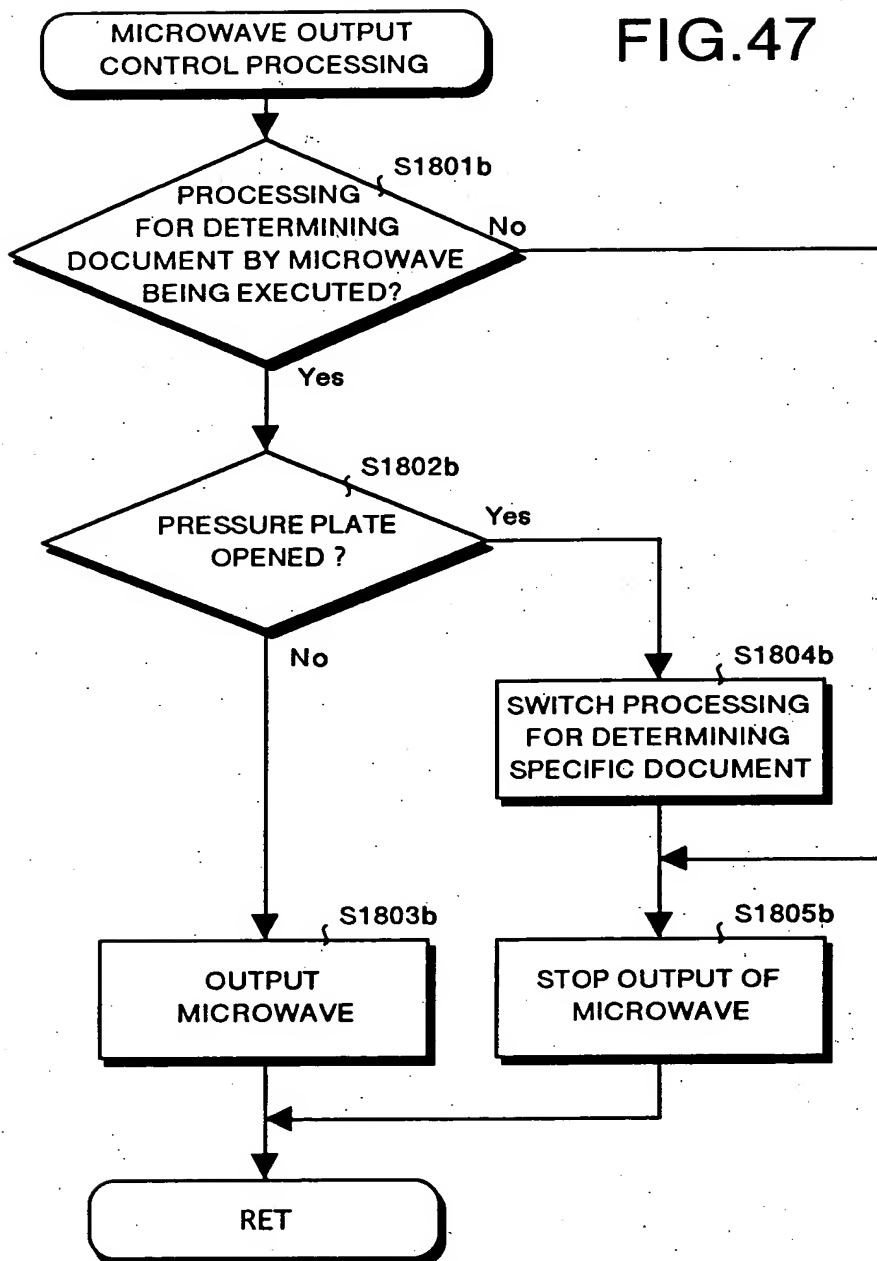 FIG.47
MICROWAVE OUTPUT
CONTROL PROCESSING
S1801b
PROCESSING
FOR DETERMINING
DOCUMENT BY MICROWAVE
BEING EXECUTED?
No
Yes
S1802b
PRESSURE PLATE
OPENED ?
Yes
No
S1804b
SWITCH PROCESSING
FOR DETERMINING
SPECIFIC DOCUMENT
S1803b
OUTPUT
MICROWAVE
S1805b
STOP OUTPUT OF
MICROWAVE
RET